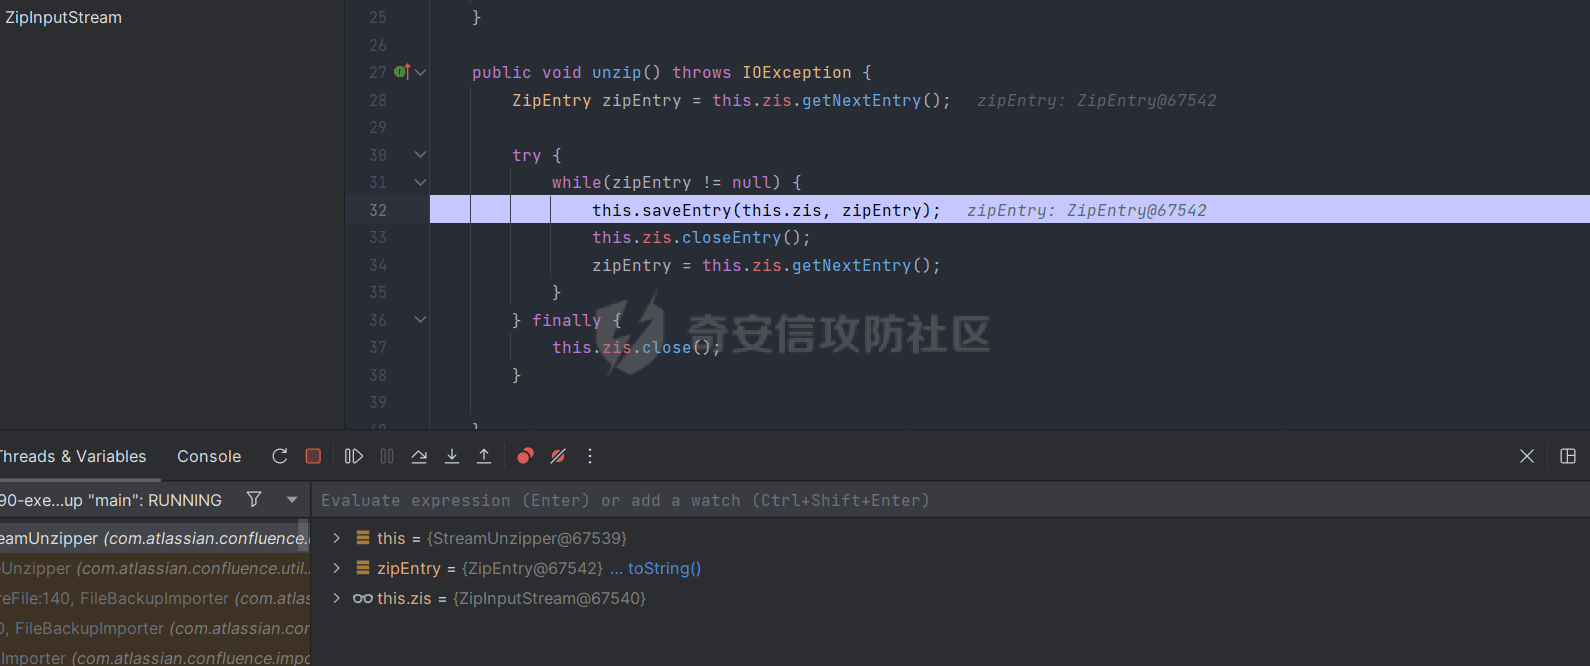 ZipInputStream
25 }
26
27 public void unzip() throws IOException {
28 ZipEntry zipEntry = this.zis.getNextEntry(); zipEntry: ZipEntry@67542
29
30 try {
31 while(zipEntry != null) {
32 this.saveEntry(this.zis, zipEntry); zipEntry: ZipEntry@67542
33 this.zis.closeEntry();
34 zipEntry = this.zis.getNextEntry();
35 }
36 } finally {
奇安信攻防社区
37 this.zis.close();
38 }
39
Threads & Variables Console
90-exe...up "main": RUNNING
Evaluate expression (Enter) or add a watch (Ctrl+Shift+Enter)
eamUnzipper (com.atlassian.confluence.
this = {StreamUnzipper@67539}
eUnzipper (com.atlassian.confluence.util...
zipEntry = {ZipEntry@67542} ... toString()
reFile:140, FileBackupImporter (com.atlas
this.zis = {ZipInputStream@67540}
0, FileBackupImporter (com.atlassian.cor
Importer (com.atlassian.confluence.impo